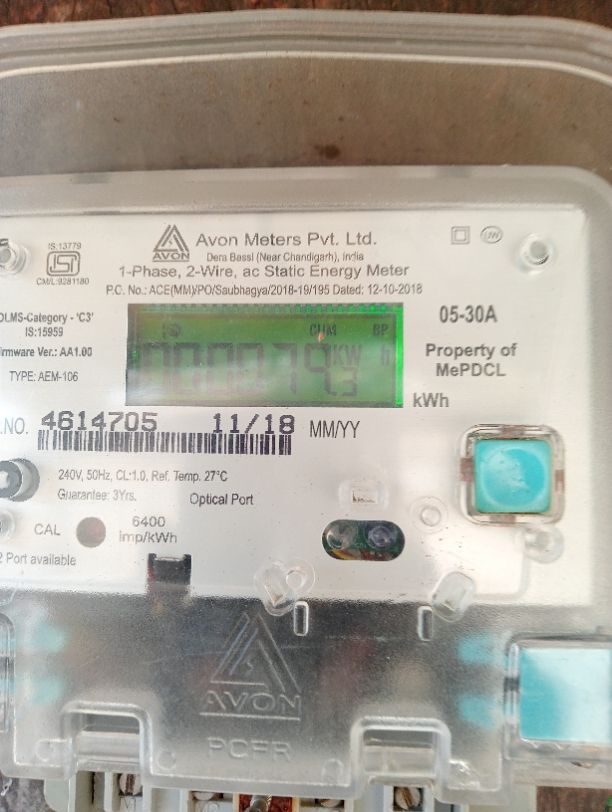 AVON
Avon Meters Pvt. Ltd.
Dera Bassi (Near Chandigarh), India
IS:13779
ISI
CM/L:9281180
1-Phase, 2-Wire, ac Static Energy Meter
P.C. No.: ACE(MM)/PO/Saubhagya/2018-19/195 Dated: 12-10-2018
DLMS-Category - 'C3'
IS:15959
Firmware Ver.: AA1.00
TYPE: AEM-106
CUM BP
KW h
05-30A
Property of
MePDCL
kWh
.NO. 4614705 11/18 MM/YY
240V, 50Hz, CL:1.0, Ref. Temp. 27°C
Guarantee: 3Yrs. Optical Port
CAL 6400
imp/kWh
2 Port available
AVON